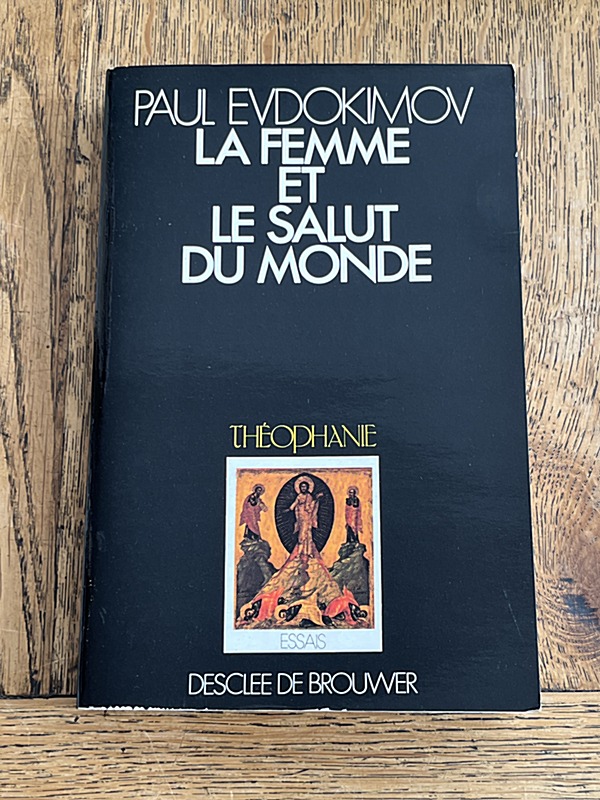 PAUL EVDOKIMOV
LA FEMME
ET
LE SALUT
DU MONDE
THÉOPHANIE
ESSAIS
DESCLEE DE BROUWER